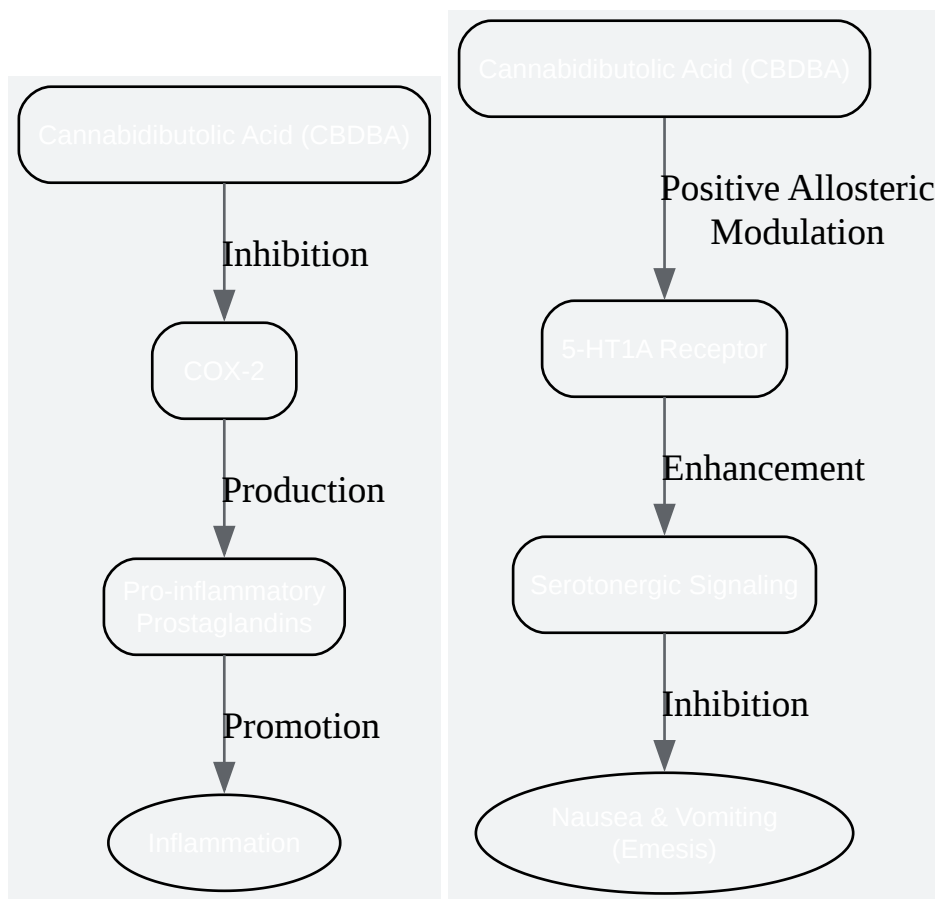 Cannabidibutolic Acid (CBDBA)
Inhibition
COX-2
Production
Pro-inflammatory
Prostaglandins
Promotion
Inflammation
Cannabidibutolic Acid (CBDBA)
Positive Allosteric
Modulation
5-HT1A Receptor
Enhancement
Serotonergic Signaling
Inhibition
Nausea & Vomiting
(Emesis)